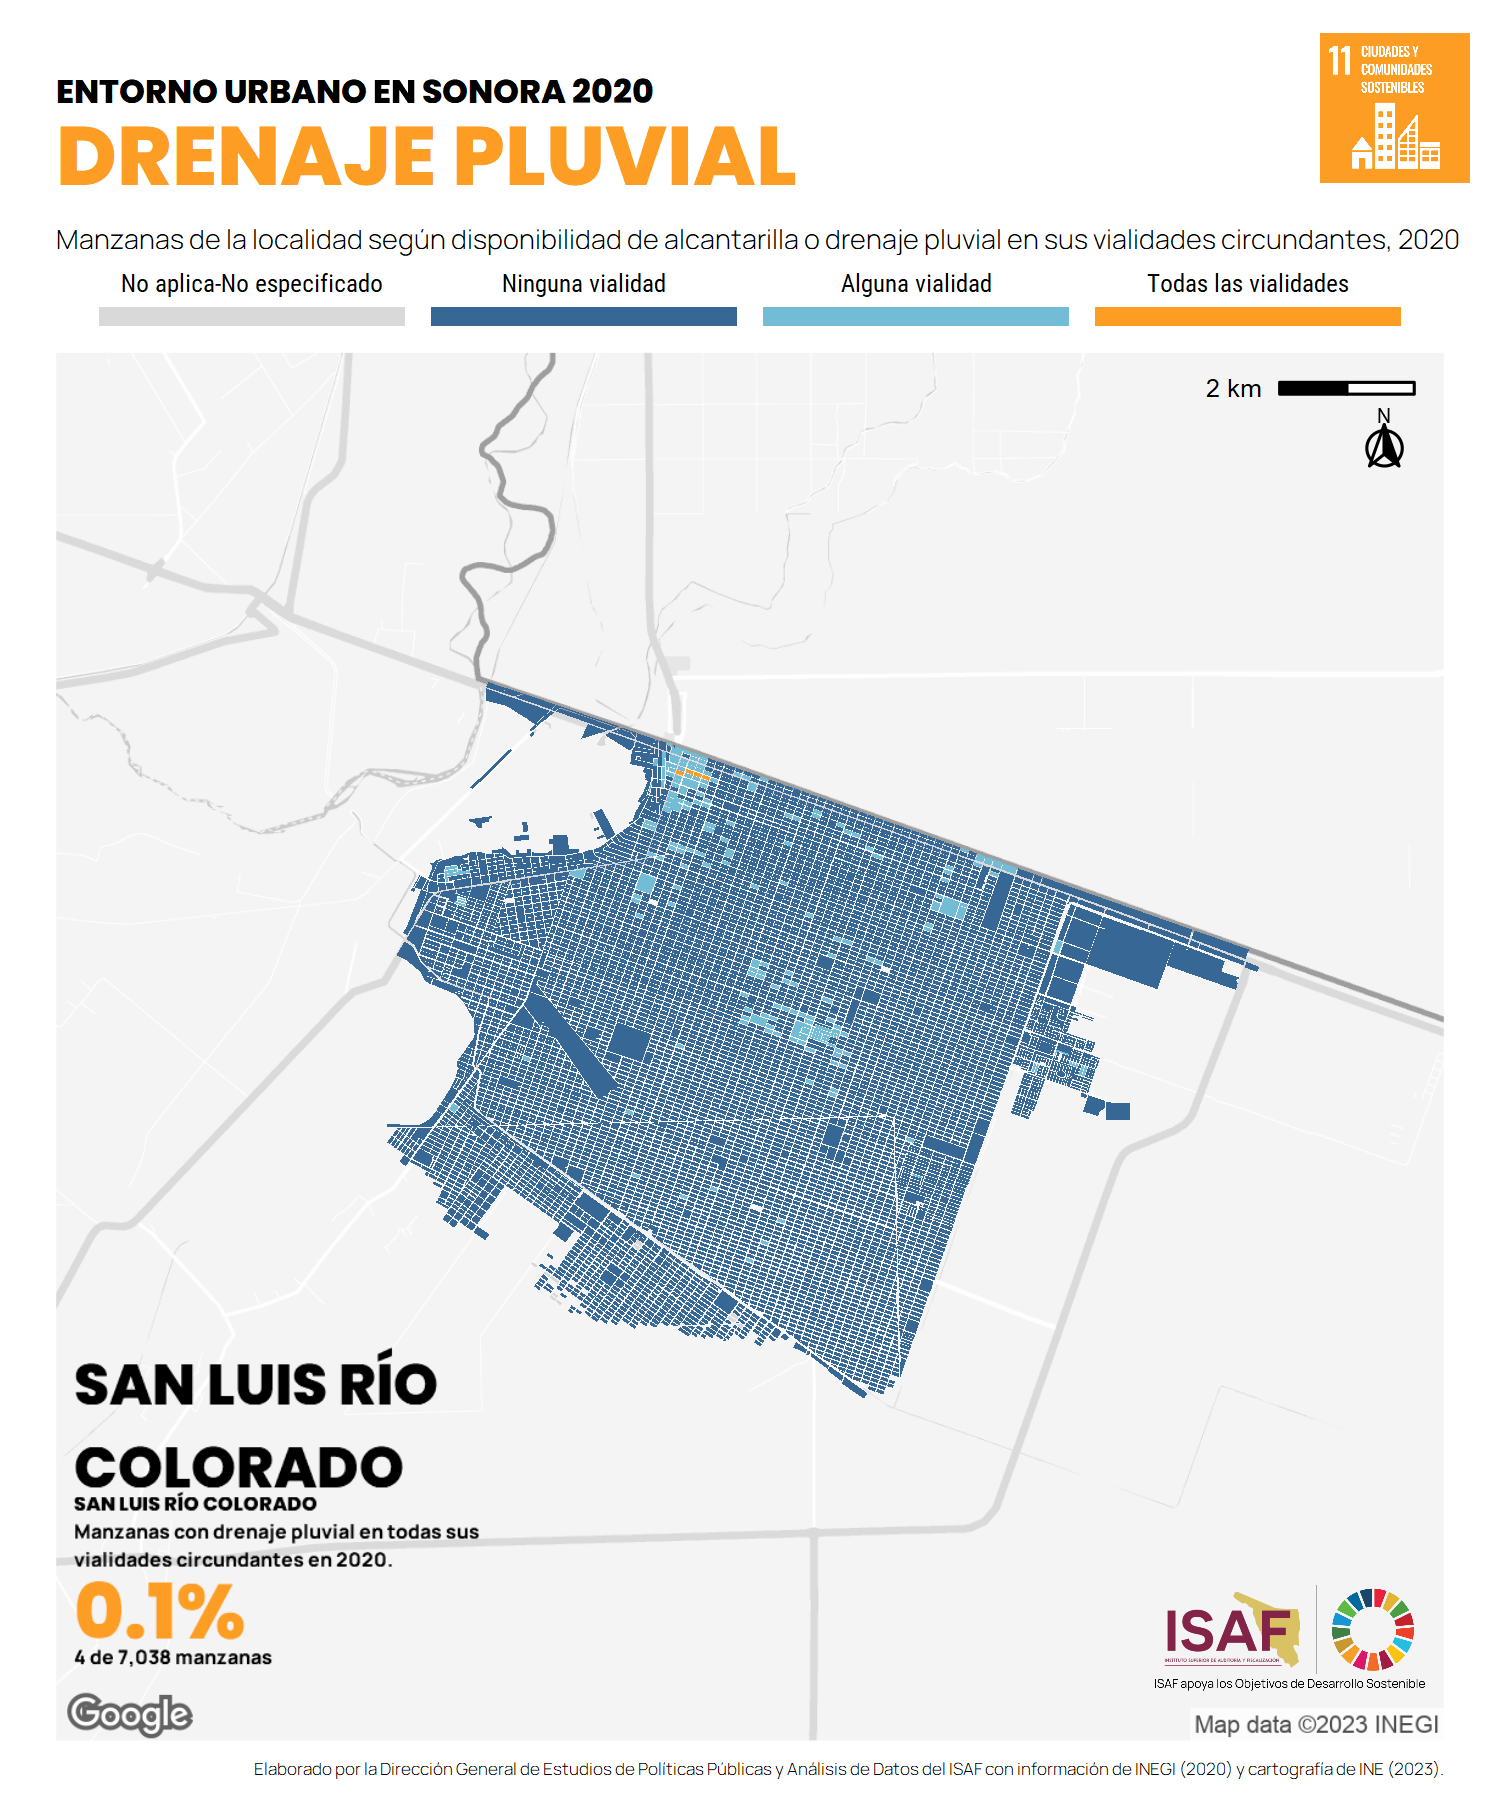 ENTORNO URBANO EN SONORA 2020
DRENAJE PLUVIAL
11 CIUDADES Y
COMUNIDADES
SOSTENIBLES
Manzanas de la localidad según disponibilidad de alcantarilla o drenaje pluvial en sus vialidades circundantes, 2020
No aplica-No especificado
Ninguna vialidad
Alguna vialidad
Todas las vialidades
2 km
N
SAN LUIS RÍO
COLORADO
SAN LUIS RÍO COLORADO
Manzanas con drenaje pluvial en todas sus
vialidades circundantes en 2020.
0.1%
4 de 7,038 manzanas
Google
ISAF
INSTITUTO SUPERIOR DE AUDITORÍA Y FISCALIZACIÓN
ISAF apoya los Objetivos de Desarrollo Sostenible
Map data ©2023 INEGI
Elaborado por la Dirección General de Estudios de Políticas Públicas y Análisis de Datos del ISAF con información de INEGI (2020) y cartografía de INE (2023).